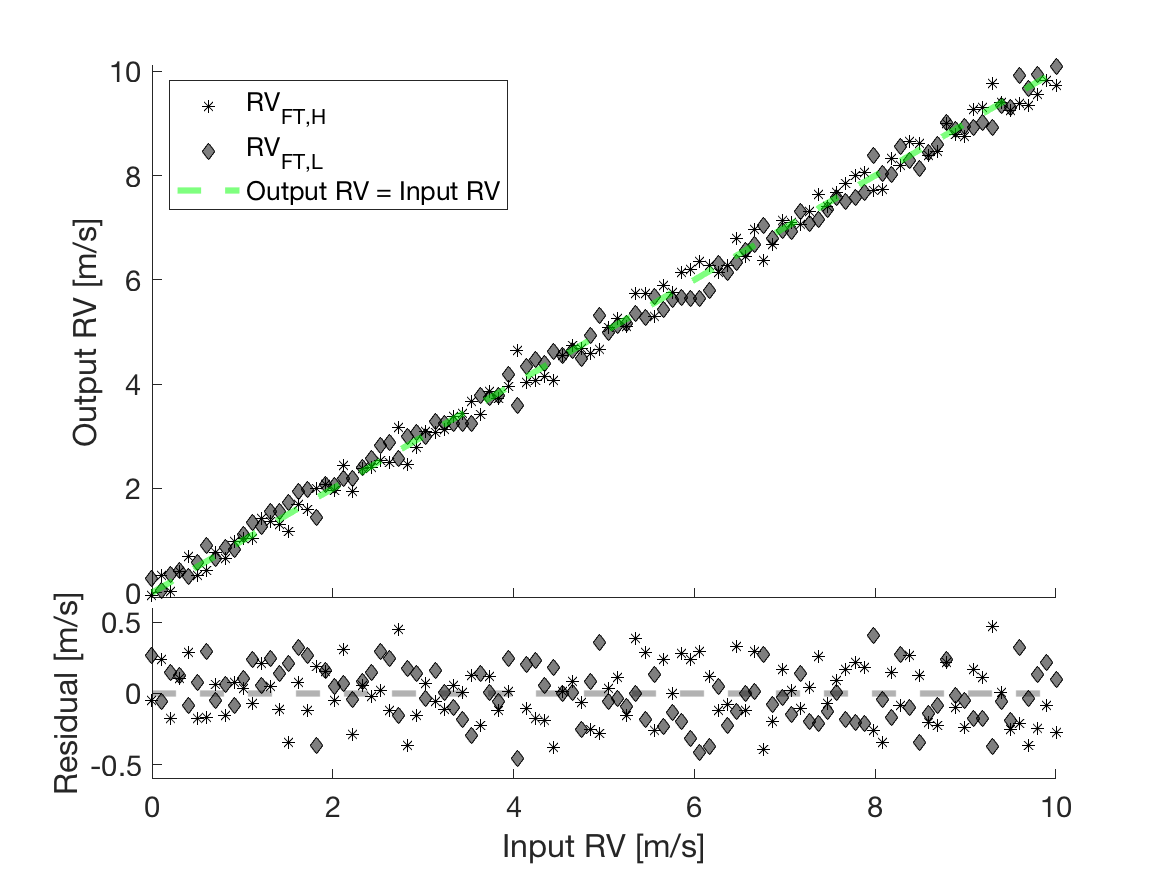 10
8
6
4
2
0
Output RV [m/s]
RV_FT,H
RV_FT,L
Output RV = Input RV
0.5
0
-0.5
Residual [m/s]
0 2 4 6 8 10
Input RV [m/s]